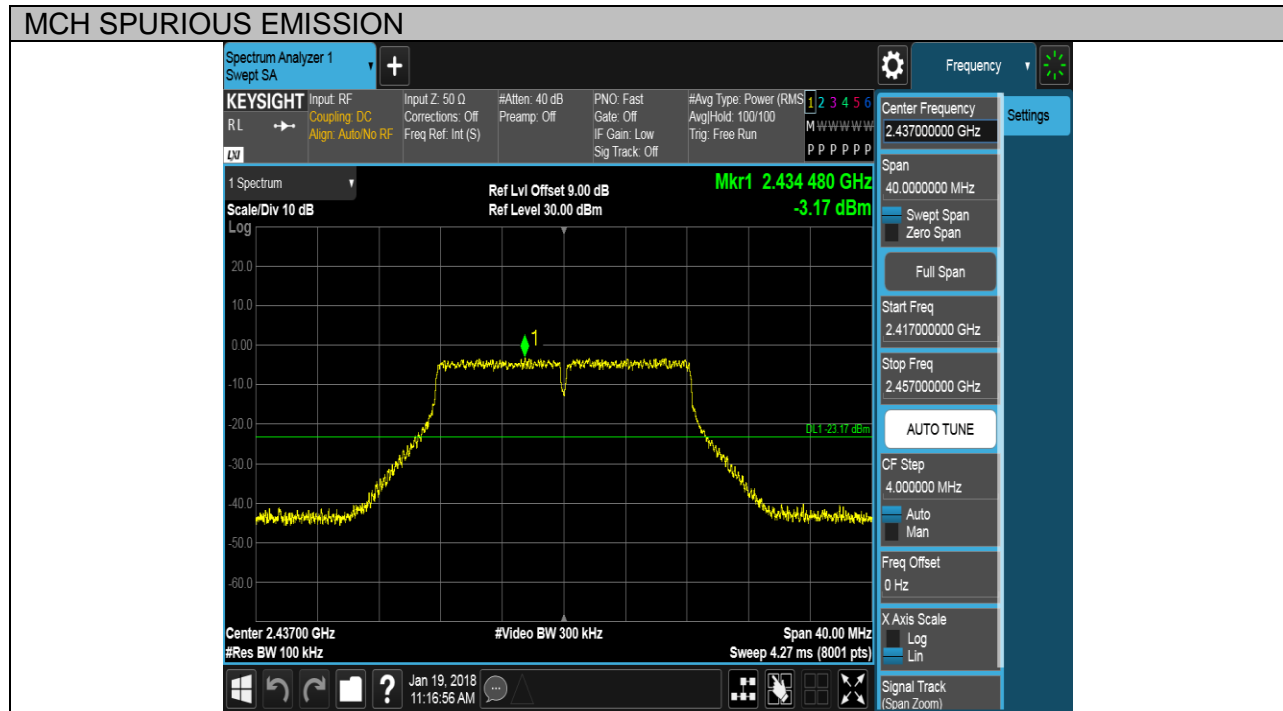 MCH SPURIOUS EMISSION
Spectrum Analyzer 1
Swept SA
+
Frequency
KEYSIGHT
RL
LXI
Input: RF
Coupling: DC
Align: Auto/No RF
Input Z: 50 Ω
Corrections: Off
Freq Ref: Int (S)
#Atten: 40 dB
Preamp: Off
PNO: Fast
Gate: Off
IF Gain: Low
Sig Track: Off
#Avg Type: Power (RMS
Avg|Hold: 100/100
Trig: Free Run
1 2 3 4 5 6
M W W W W W
P P P P P P
1 Spectrum
Scale/Div 10 dB
Log
Ref Lvl Offset 9.00 dB
Ref Level 30.00 dBm
Mkr1 2.434 480 GHz
-3.17 dBm
20.0
10.0
0.00
-10.0
-20.0
-30.0
-40.0
-50.0
-60.0
1
DL1 -23.17 dBm
Center 2.43700 GHz
#Res BW 100 kHz
#Video BW 300 kHz
Span 40.00 MHz
Sweep 4.27 ms (8001 pts)
?
Jan 19, 2018
11:16:56 AM
Center Frequency
2.437000000 GHz
Settings
Span
40.0000000 MHz
Swept Span
Zero Span
Full Span
Start Freq
2.417000000 GHz
Stop Freq
2.457000000 GHz
AUTO TUNE
CF Step
4.000000 MHz
Auto
Man
Freq Offset
0 Hz
X Axis Scale
Log
Lin
Signal Track
(Span Zoom)